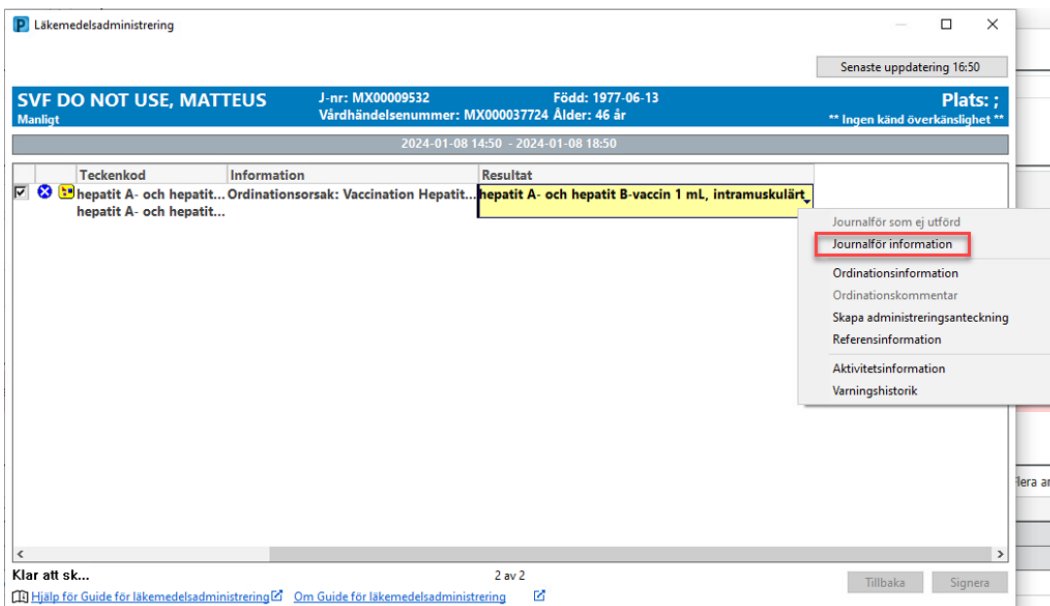 Läkemedelsadministrering
Senaste uppdatering 16:50
SVF DO NOT USE, MATTEUS J-nr: MX00009532 Född: 1977-06-13 Plats: ;
Manligt Vårdhändelsenummer: MX000037724 Ålder: 46 år ** Ingen känd överkänslighet **
2024-01-08 14:50 - 2024-01-08 18:50
Teckenkod Information Resultat
hepatit A- och hepatit... Ordinationsorsak: Vaccination Hepatit... hepatit A- och hepatit B-vaccin 1 mL, intramuskulärt,
hepatit A- och hepatit...
Journalför som ej utförd
Journalför information
Ordinationsinformation
Ordinationskommentar
Skapa administreringsanteckning
Referensinformation
Aktivitetsinformation
Varningshistorik
flera ar
Klar att sk... 2 av 2
Tillbaka Signera
Hjälp för Guide för läkemedelsadministrering Om Guide för läkemedelsadministrering